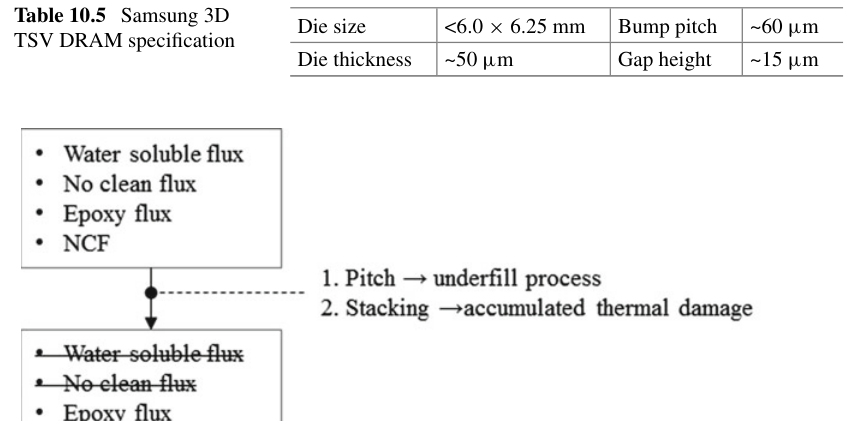 Table 10.5 Samsung 3D
TSV DRAM specification
Die size <6.0 × 6.25 mm Bump pitch ~60 μm
Die thickness ~50 μm Gap height ~15 μm
• Water soluble flux
• No clean flux
• Epoxy flux
• NCF
1. Pitch → underfill process
2. Stacking →accumulated thermal damage
• Water soluble flux
• No clean flux
• Epoxy flux